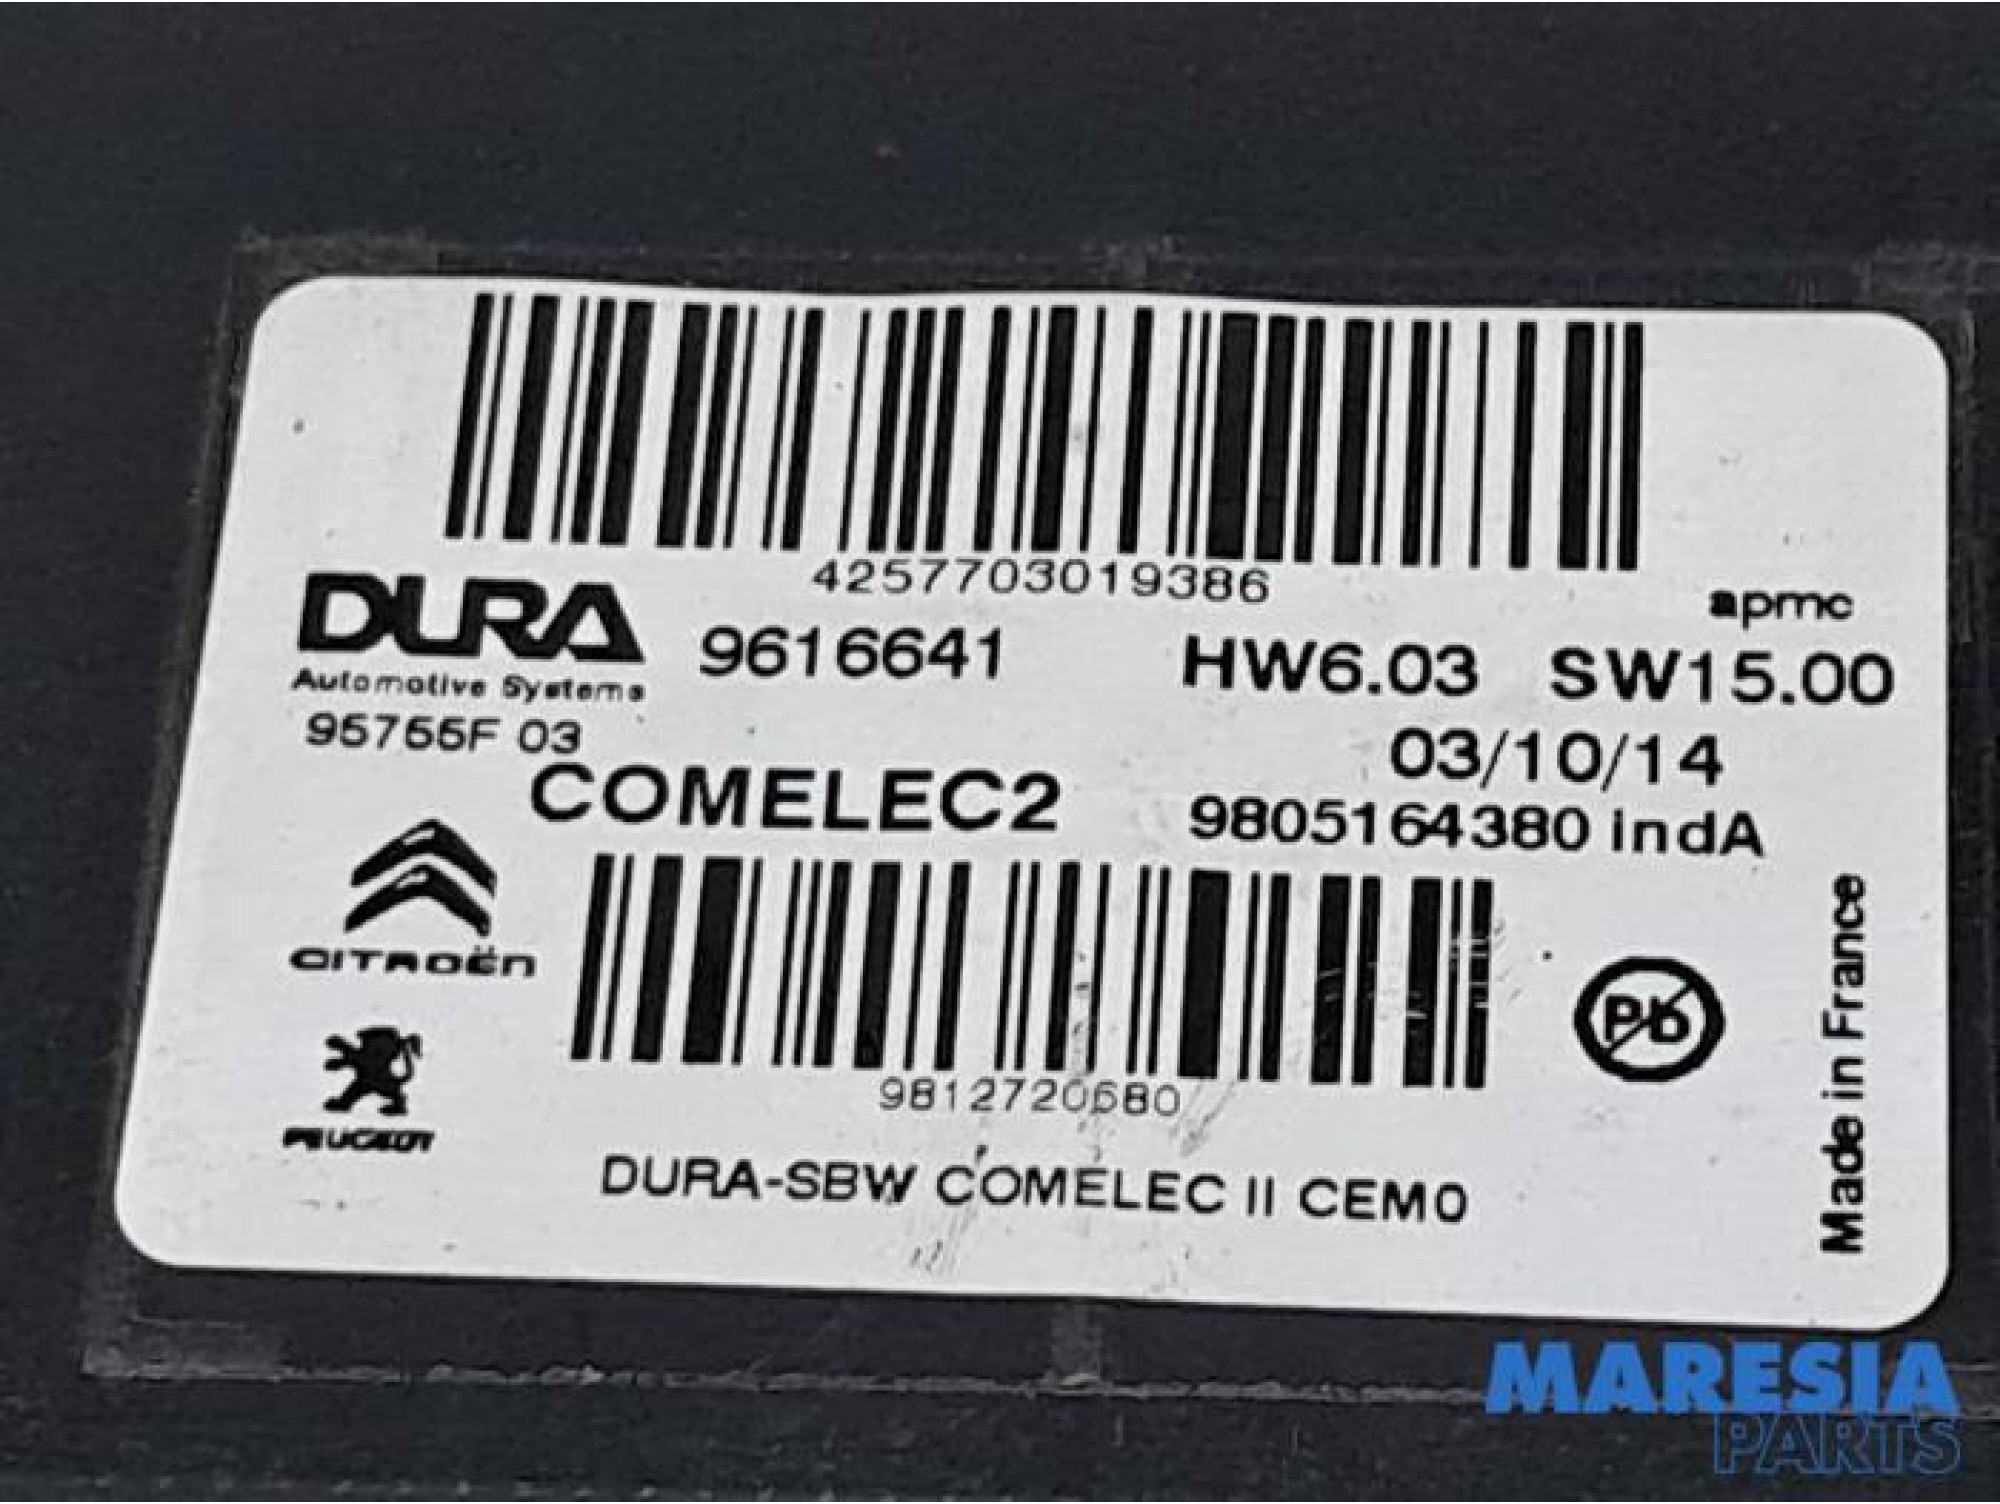 4257703019386
apmc
DURA 9616641 HW6.03 SW15.00
Automotive Systems
95755F 03 03/10/14
COMELEC2 9805164380 indA
CITROËN
Pb
Made in France
9812720680
PEUGEOT
DURA-SBW COMELEC II CEM0
MARESIA
PARTS